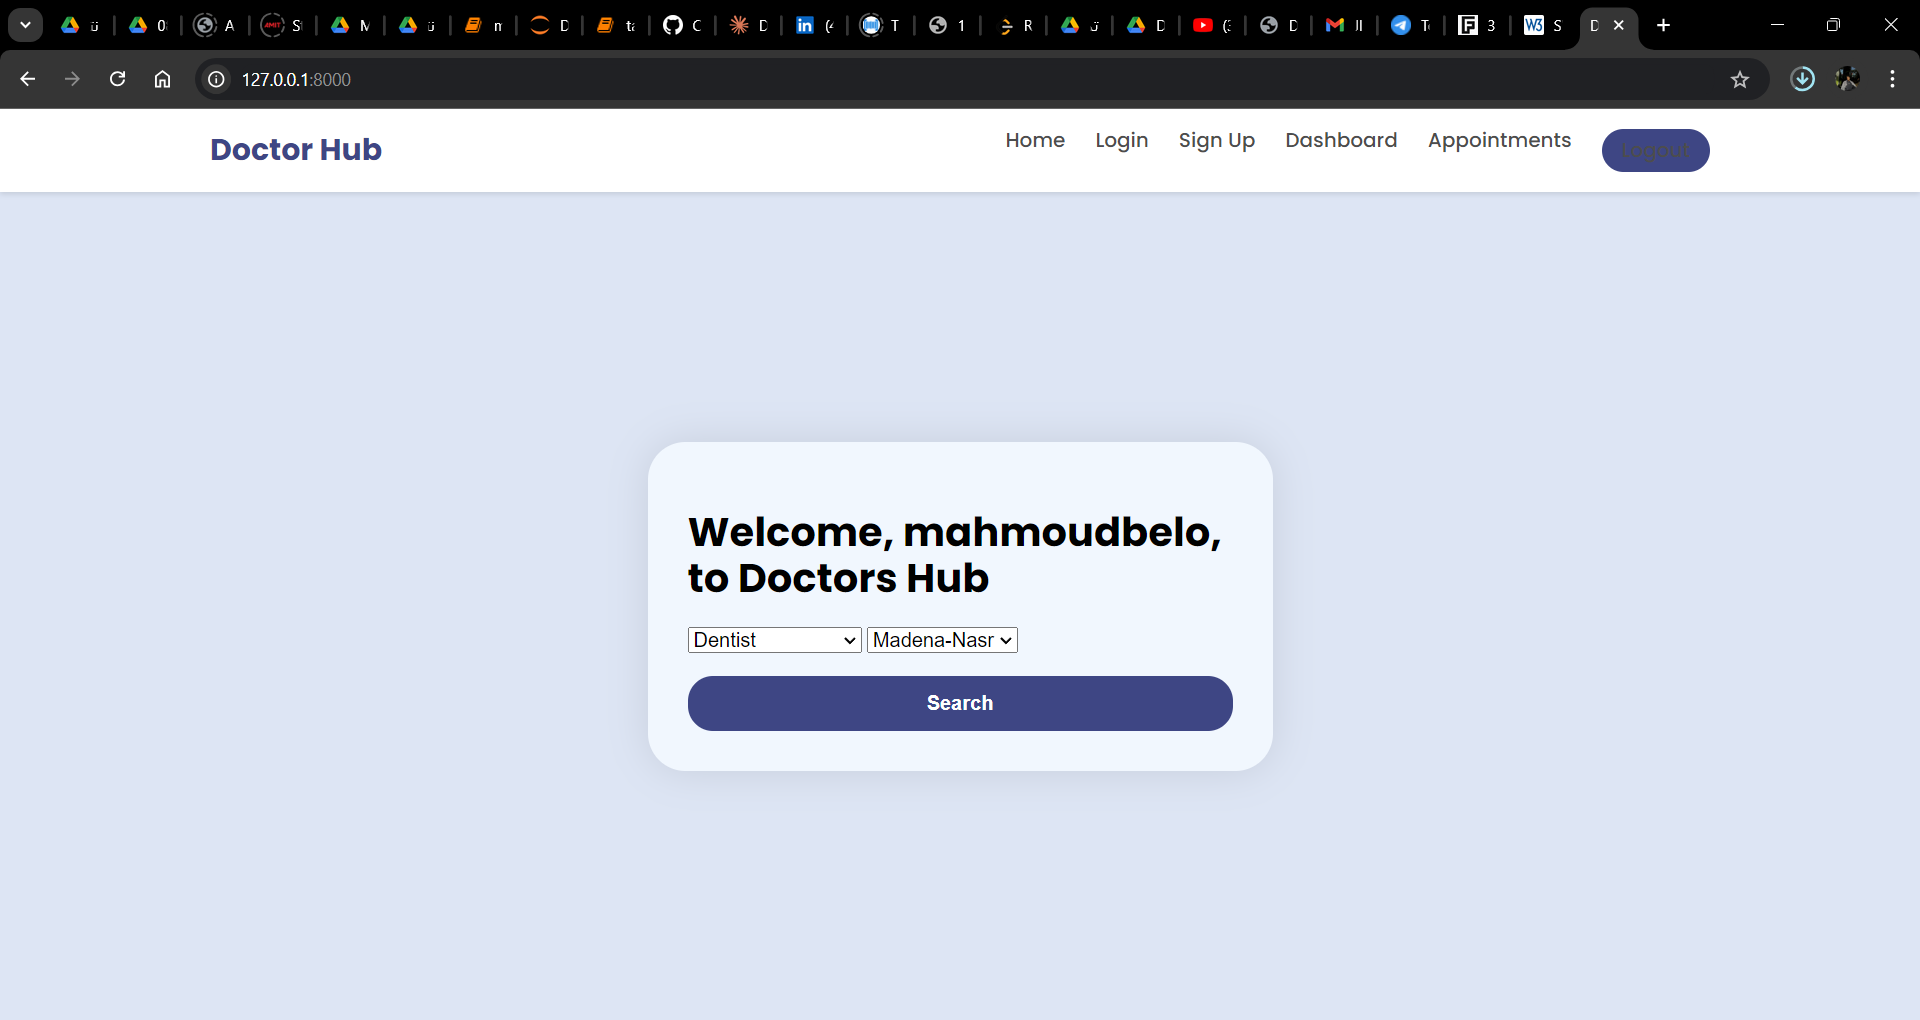 127.0.0.1:8000
Doctor Hub
Home Login Sign Up Dashboard Appointments Logout
Welcome, mahmoudbelo,
to Doctors Hub
Dentist Madena-Nasr
Search